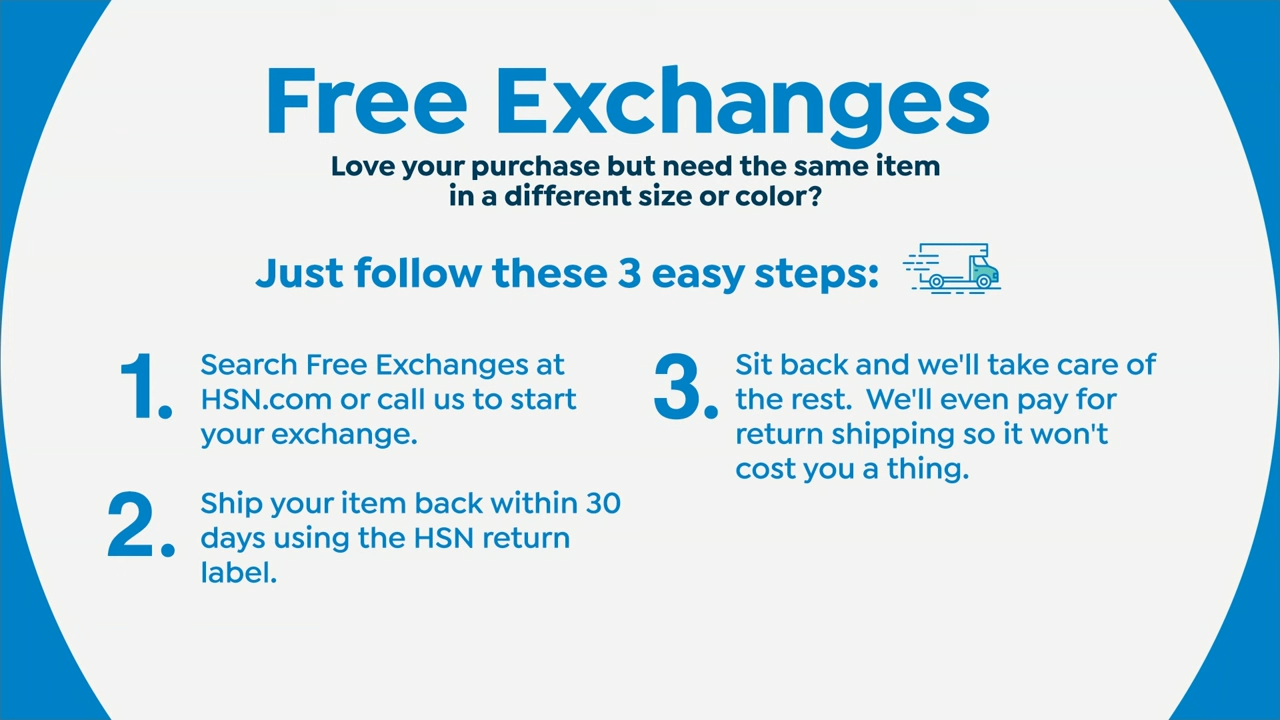 Free Exchanges
Love your purchase but need the same item
in a different size or color?
Just follow these 3 easy steps:
1. Search Free Exchanges at
HSN.com or call us to start
your exchange.
2. Ship your item back within 30
days using the HSN return
label.
3. Sit back and we'll take care of
the rest.  We'll even pay for
return shipping so it won't
cost you a thing.